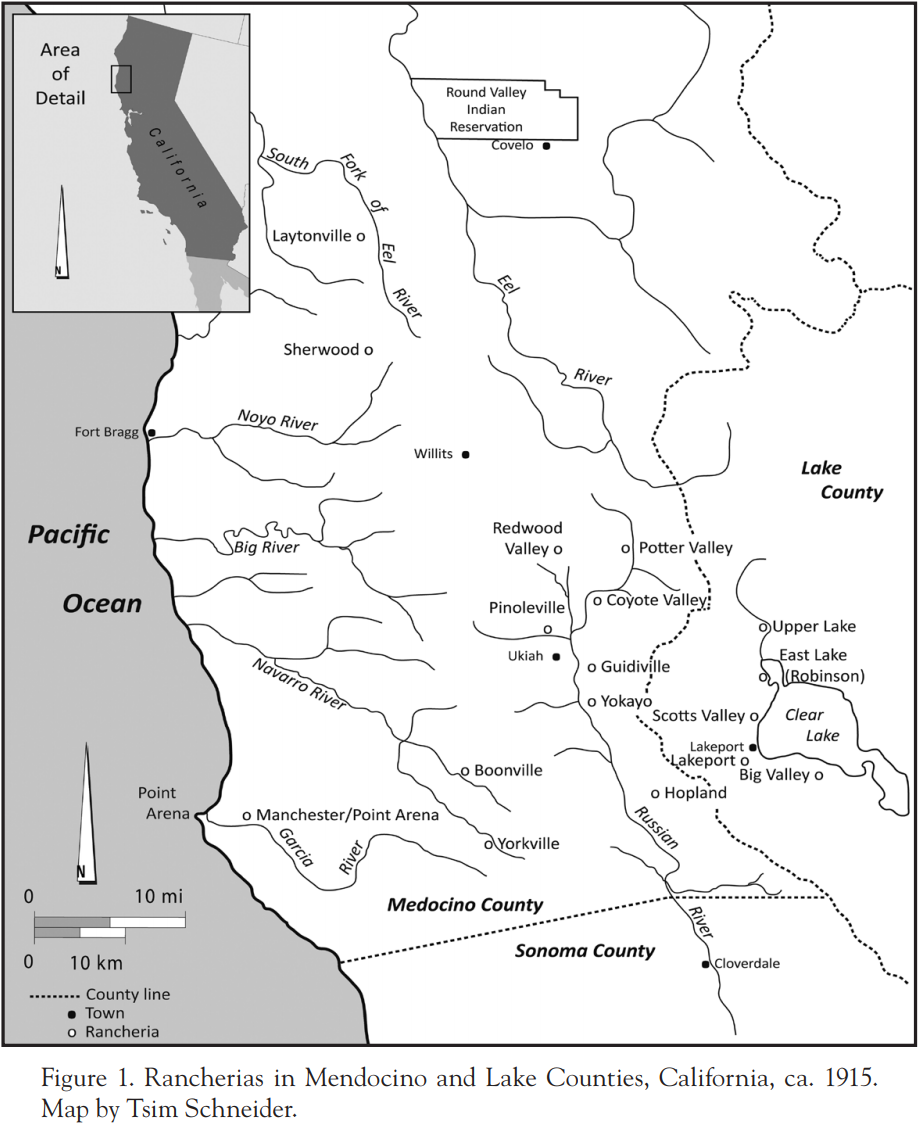 Area
of
Detail
California
N
Round Valley
Indian
Reservation
Covelo
South
Fork of
Eel
River
Laytonville
Eel
River
Sherwood
Noyo River
Fort Bragg
Willits
Lake
County
Pacific
Ocean
Big River
Redwood
Valley
Potter Valley
Pinoleville
Coyote Valley
Ukiah
Upper Lake
East Lake
(Robinson)
Guidiville
Navarro River
Yokayo
Scotts Valley
Clear
Lake
Lakeport
Lakeport
Big Valley
Boonville
Hopland
Point
Arena
Manchester/Point Arena
Garcia
River
Yorkville
Russian
River
N
0 10 mi
0 10 km
Medocino County
Sonoma County
Cloverdale
County line
Town
Rancheria
Figure 1. Rancherias in Mendocino and Lake Counties, California, ca. 1915.
Map by Tsim Schneider.